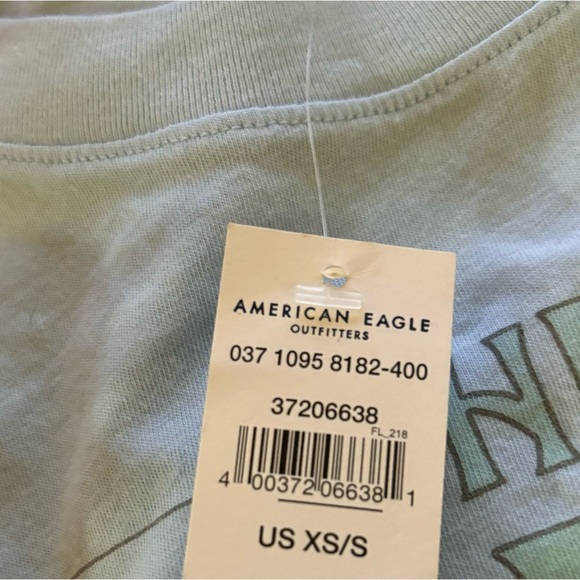 AMERICAN EAGLE
OUTFITTERS
037 1095 8182-400
37206638
FL_218
4 00372 06638 1
US XS/S